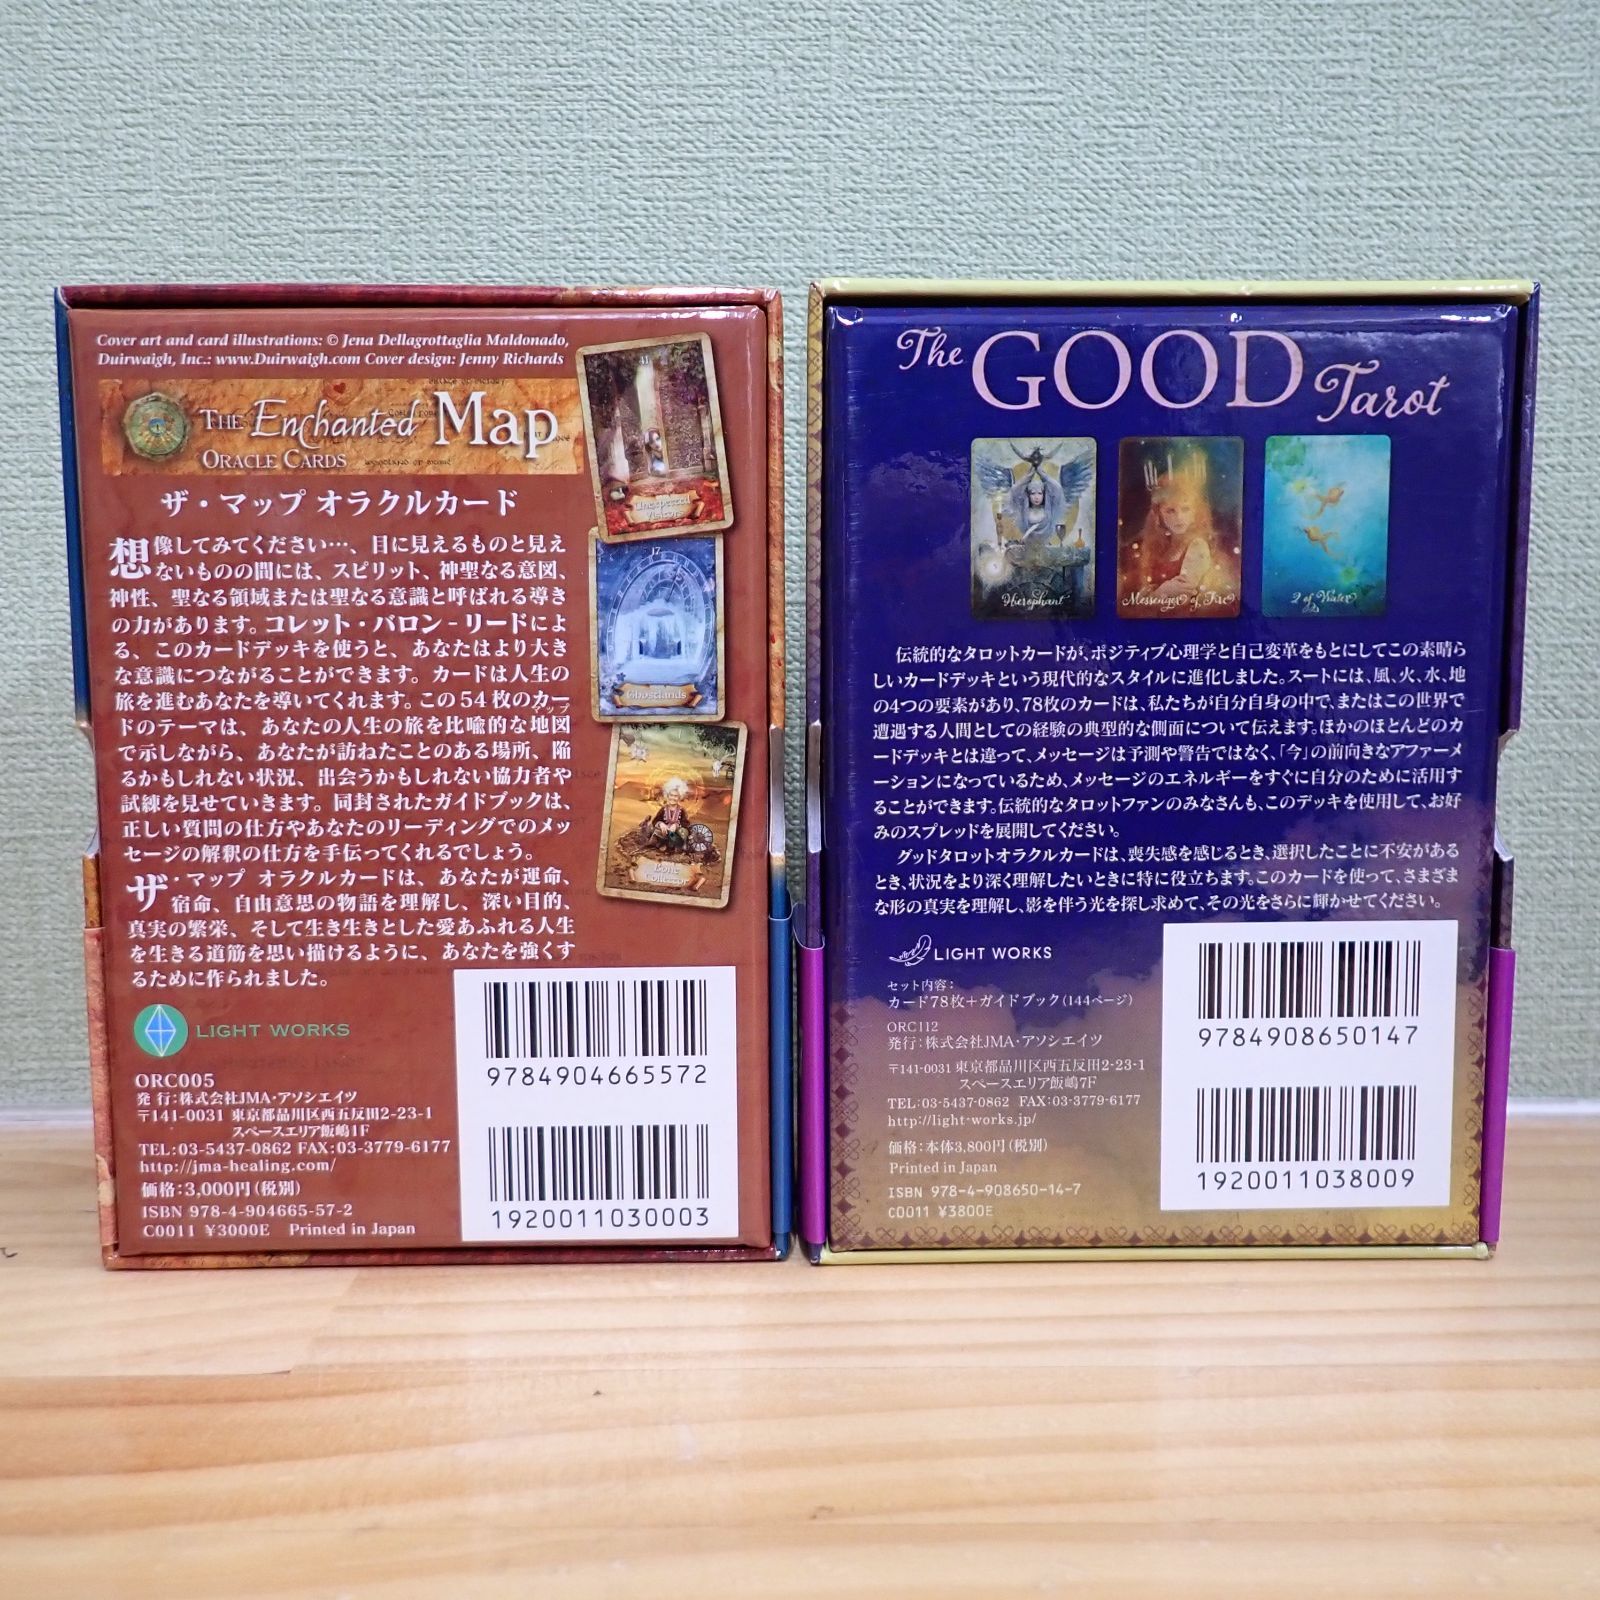 Cover art and card illustrations: © Jena Dellagrottaglia Maldonado,
Duirwaigh, Inc.: www.Duirwaigh.com Cover design: Jenny Richards
THE Enchanted Map
ORACLE CARDS
ザ・マップ オラクルカード
想像してみてください…、目に見えるものと見え
ないものの間には、スピリット、神聖なる意図、
神性、聖なる領域または聖なる意識と呼ばれる導き
の力があります。コレット・バロン-リードによ
る、このカードデッキを使うと、あなたはより大き
な意識につながることができます。カードは人生の
旅を進むあなたを導いてくれます。この54枚のカー
ドのテーマは、あなたの人生の旅を比喩的な地図
マップ
で示しながら、あなたが訪ねたことのある場所、陥
るかもしれない状況、出会うかもしれない協力者や
試練を見せていきます。同封されたガイドブックは、
正しい質問の仕方やあなたのリーディングでのメッ
セージの解釈の仕方を手伝ってくれるでしょう。
ザ・マップ オラクルカードは、あなたが運命、
宿命、自由意思の物語を理解し、深い目的、
真実の繁栄、そして生き生きとした愛あふれる人生
を生きる道筋を思い描けるように、あなたを強くす
るために作られました。
41
Unexpected
Visitors
17
Ghostlands
Bone
Collector
LIGHT WORKS
ORC005
発 行：株式会社JMA・アソシエイツ
〒141-0031 東京都品川区西五反田2-23-1
スペースエリア飯嶋1F
TEL:03-5437-0862 FAX:03-3779-6177
http://jma-healing.com/
価格：3,000円（税別）
ISBN 978-4-904665-57-2
C0011 ¥3000E Printed in Japan
9784904665572
1920011030003
The GOOD Tarot
Hierophant
Messenger of Fire
2 of Water
伝統的なタロットカードが、ポジティブ心理学と自己変革をもとにしてこの素晴ら
しいカードデッキという現代的なスタイルに進化しました。スートには、風、火、水、地
の4つの要素があり、78枚のカードは、私たちが自分自身の中で、またはこの世界で
遭遇する人間としての経験の典型的な側面について伝えます。ほかのほとんどのカ
ードデッキとは違って、メッセージは予測や警告ではなく、「今」の前向きなアファーメ
ーションになっているため、メッセージのエネルギーをすぐに自分のために活用す
ることができます。伝統的なタロットファンのみなさんも、このデッキを使用して、お好
みのスプレッドを展開してください。
グッドタロットオラクルカードは、喪失感を感じるとき、選択したことに不安がある
とき、状況をより深く理解したいときに特に役立ちます。このカードを使って、さまざま
な形の真実を理解し、影を伴う光を探し求めて、その光をさらに輝かせてください。
LIGHT WORKS
セット内容：
カード78枚+ガイドブック（144ページ）
ORC112
発行：株式会社JMA・アソシエイツ
〒141-0031 東京都品川区西五反田2-23-1
スペースエリア飯嶋7F
TEL:03-5437-0862 FAX:03-3779-6177
http://light-works.jp/
価格：本体3,800円（税別）
Printed in Japan
ISBN 978-4-908650-14-7
C0011 ¥3800E
9784908650147
1920011038009